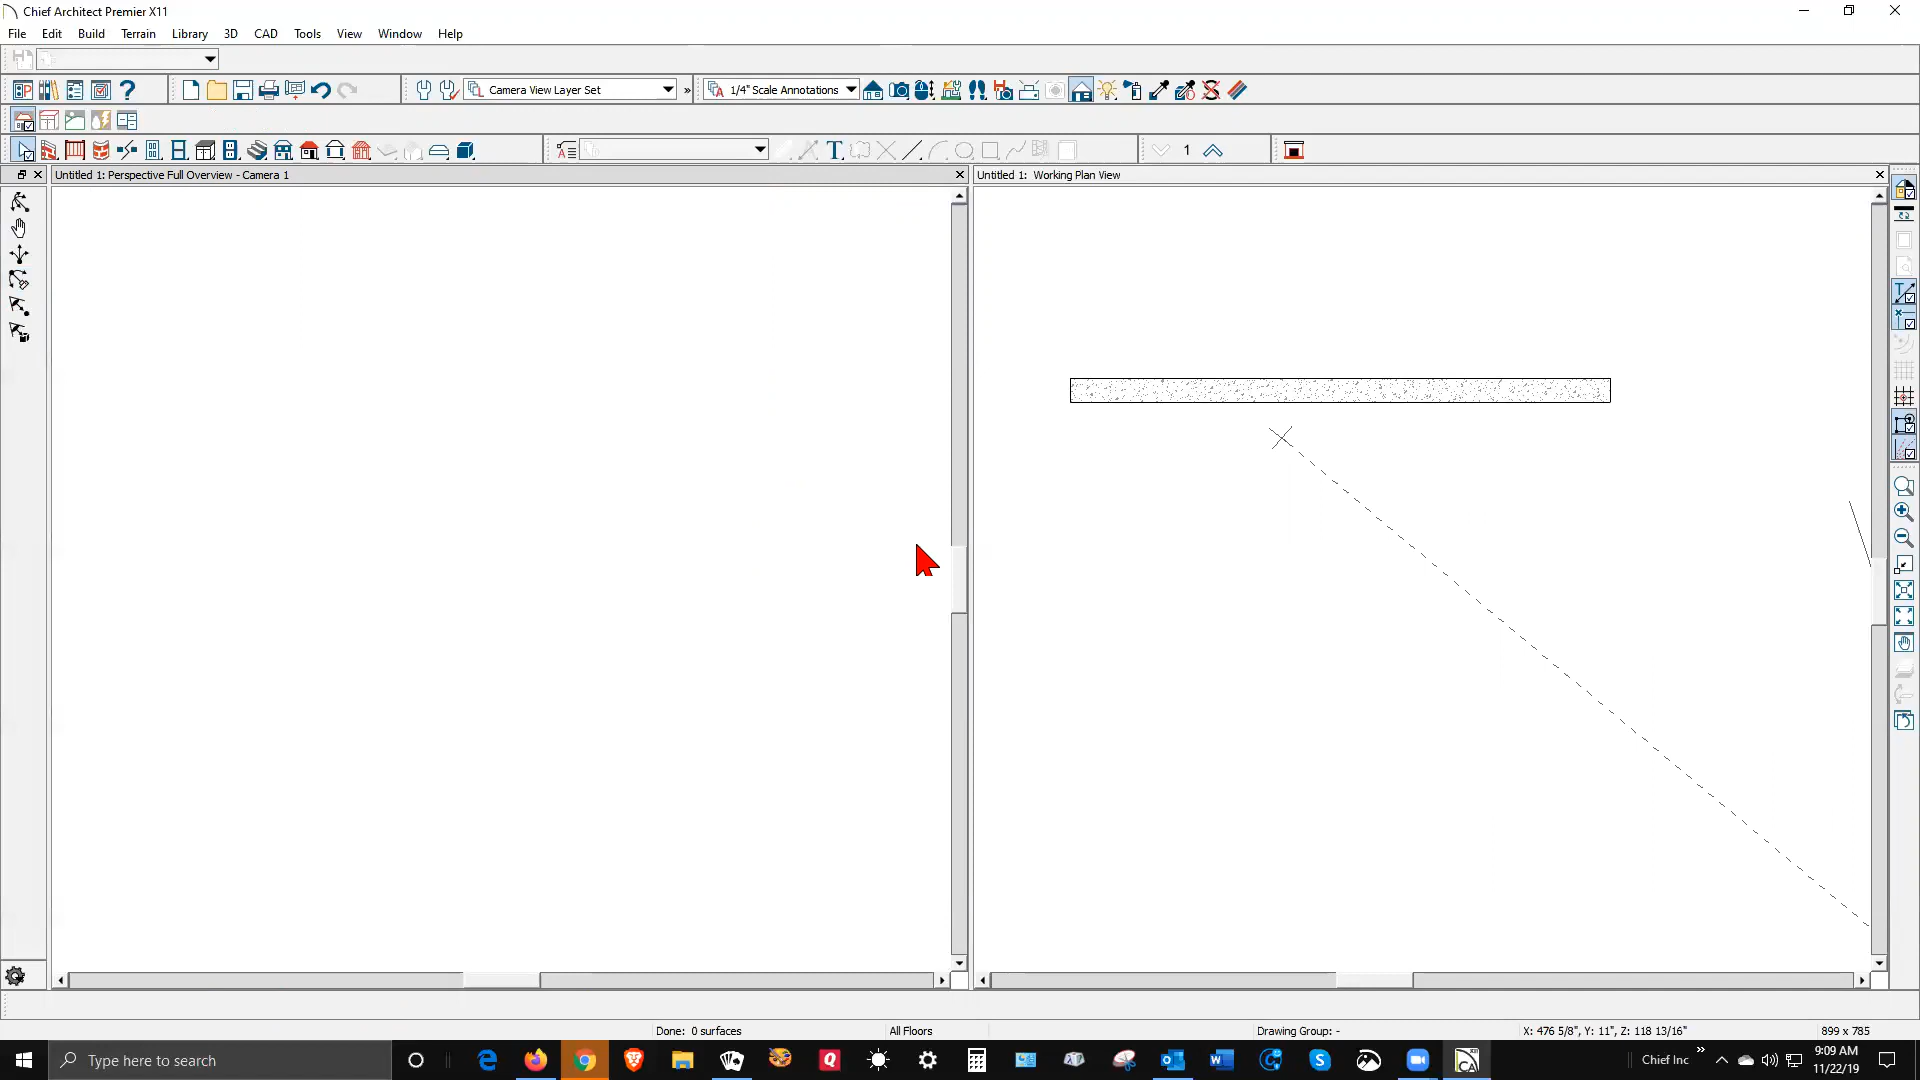 Chief Architect Premier X11
File Edit Build Terrain Library 3D CAD Tools View Window Help
Camera View Layer Set
» 1/4" Scale Annotations
1
Untitled 1: Perspective Full Overview - Camera 1
Untitled 1: Working Plan View
Done: 0 surfaces
All Floors
Drawing Group: -
X: 476 5/8", Y: 11", Z: 118 13/16"
899 x 785
Type here to search
Chief Inc »
9:09 AM
11/22/19